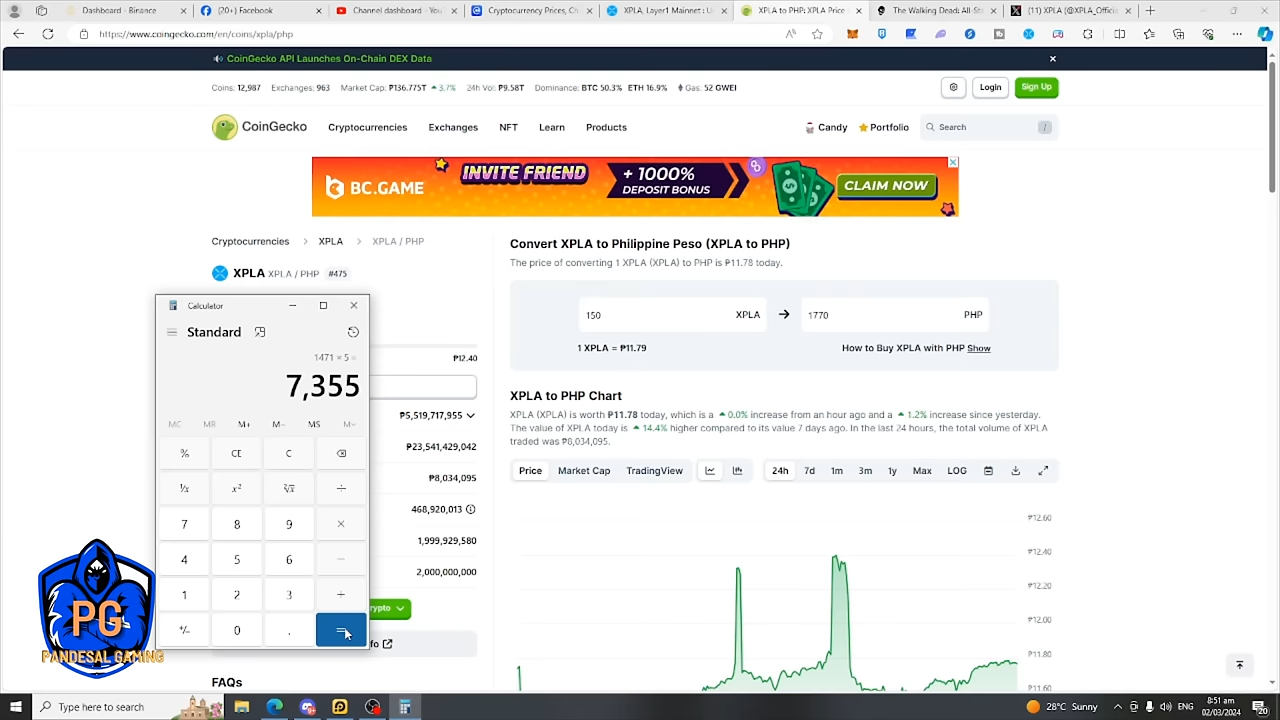 Dashboard - Binance
(20+) Facebook
Channel dashboard - You
Cryptocurrency Prices, Ch
XPLA, Layer1 Mainnet : U
XPLA to PHP: XPLA Price
The Walking Dead: All-St
(11) XPLA (@XPLA_Offici
https://www.coingecko.com/en/coins/xpla/php
CoinGecko API Launches On-Chain DEX Data
Coins: 12,987 Exchanges: 963 Market Cap: ₱136.775T 3.7% 24h Vol: ₱9.58T Dominance: BTC 50.3% ETH 16.9% Gas: 52 GWEI
Login
Sign Up
CoinGecko
Cryptocurrencies Exchanges NFT Learn Products
Candy Portfolio Search /
BC.GAME
INVITE FRIEND
+ 1000%
DEPOSIT BONUS
CLAIM NOW
Cryptocurrencies > XPLA > XPLA / PHP
XPLA XPLA / PHP #475
Convert XPLA to Philippine Peso (XPLA to PHP)
The price of converting 1 XPLA (XPLA) to PHP is ₱11.78 today.
150 XPLA → 1770 PHP
1 XPLA = ₱11.79
How to Buy XPLA with PHP Show
Calculator
Standard
1471 × 5 =
7,355
MC MR M+ M− MS M˅
% CE C
¹/x x² ²√x ÷
7 8 9 ×
4 5 6 −
1 2 3 +
+/− 0 . =
₱12.40
₱5,519,717,955
₱23,541,429,042
₱8,034,095
468,920,013
1,999,929,580
2,000,000,000
rypto
fo
FAQs
XPLA to PHP Chart
XPLA (XPLA) is worth ₱11.78 today, which is a 0.0% increase from an hour ago and a 1.2% increase since yesterday.
The value of XPLA today is 14.4% higher compared to its value 7 days ago. In the last 24 hours, the total volume of XPLA
traded was ₱8,034,095.
Price Market Cap TradingView
24h 7d 1m 3m 1y Max LOG
₱12.60
₱12.40
₱12.20
₱12.00
₱11.80
₱11.60
PG
PANDESAL GAMING
Type here to search
28°C Sunny
ENG
8:51 am
02/03/2024
20